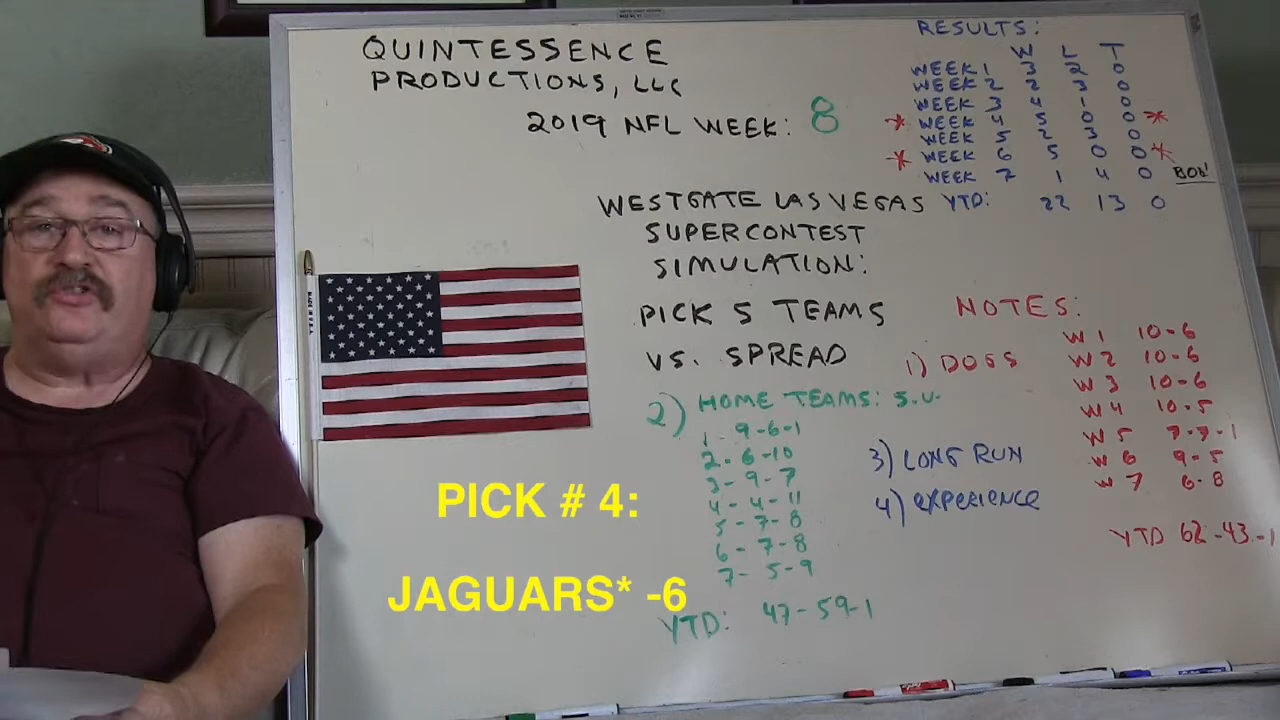 QUINTESSENCE
PRODUCTIONS, LLC
2019 NFL WEEK: 8
RESULTS:
W L T
WEEK 1 3 2 0
WEEK 2 2 3 0
WEEK 3 4 1 0
* WEEK 4 5 0 0 *
WEEK 5 2 3 0
* WEEK 6 5 0 0 *
WEEK 7 1 4 0 BOO!
YTD: 22 13 0
WESTGATE LAS VEGAS
SUPERCONTEST
SIMULATION:
PICK 5 TEAMS
VS. SPREAD
NOTES:
1) DOGS
W 1 10-6
W 2 10-6
W 3 10-6
W 4 10-5
W 5 7-7-1
W 6 9-5
W 7 6-8
YTD 62-43-1
2) HOME TEAMS: S.U.
1 9-6-1
2-6-10
3-9-7
4-4-11
5-7-8
6-7-8
7-5-9
YTD: 47-59-1
3) LONG RUN
4) EXPERIENCE
PICK # 4:
JAGUARS* -6